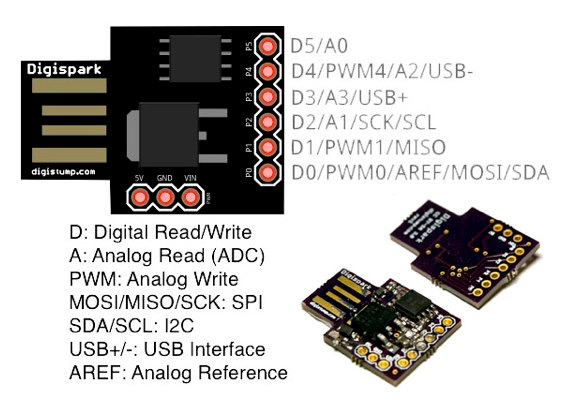 P5 D5/A0
Digispark P4 D4/PWM4/A2/USB-
P3 D3/A3/USB+
P2 D2/A1/SCK/SCL
P1 D1/PWM1/MISO
digistump.com P0 D0/PWM0/AREF/MOSI/SDA
5V GND VIN
PWR
D: Digital Read/Write
A: Analog Read (ADC)
PWM: Analog Write
MOSI/MISO/SCK: SPI
SDA/SCL: I2C
USB+/-: USB Interface
AREF: Analog Reference
Digispark